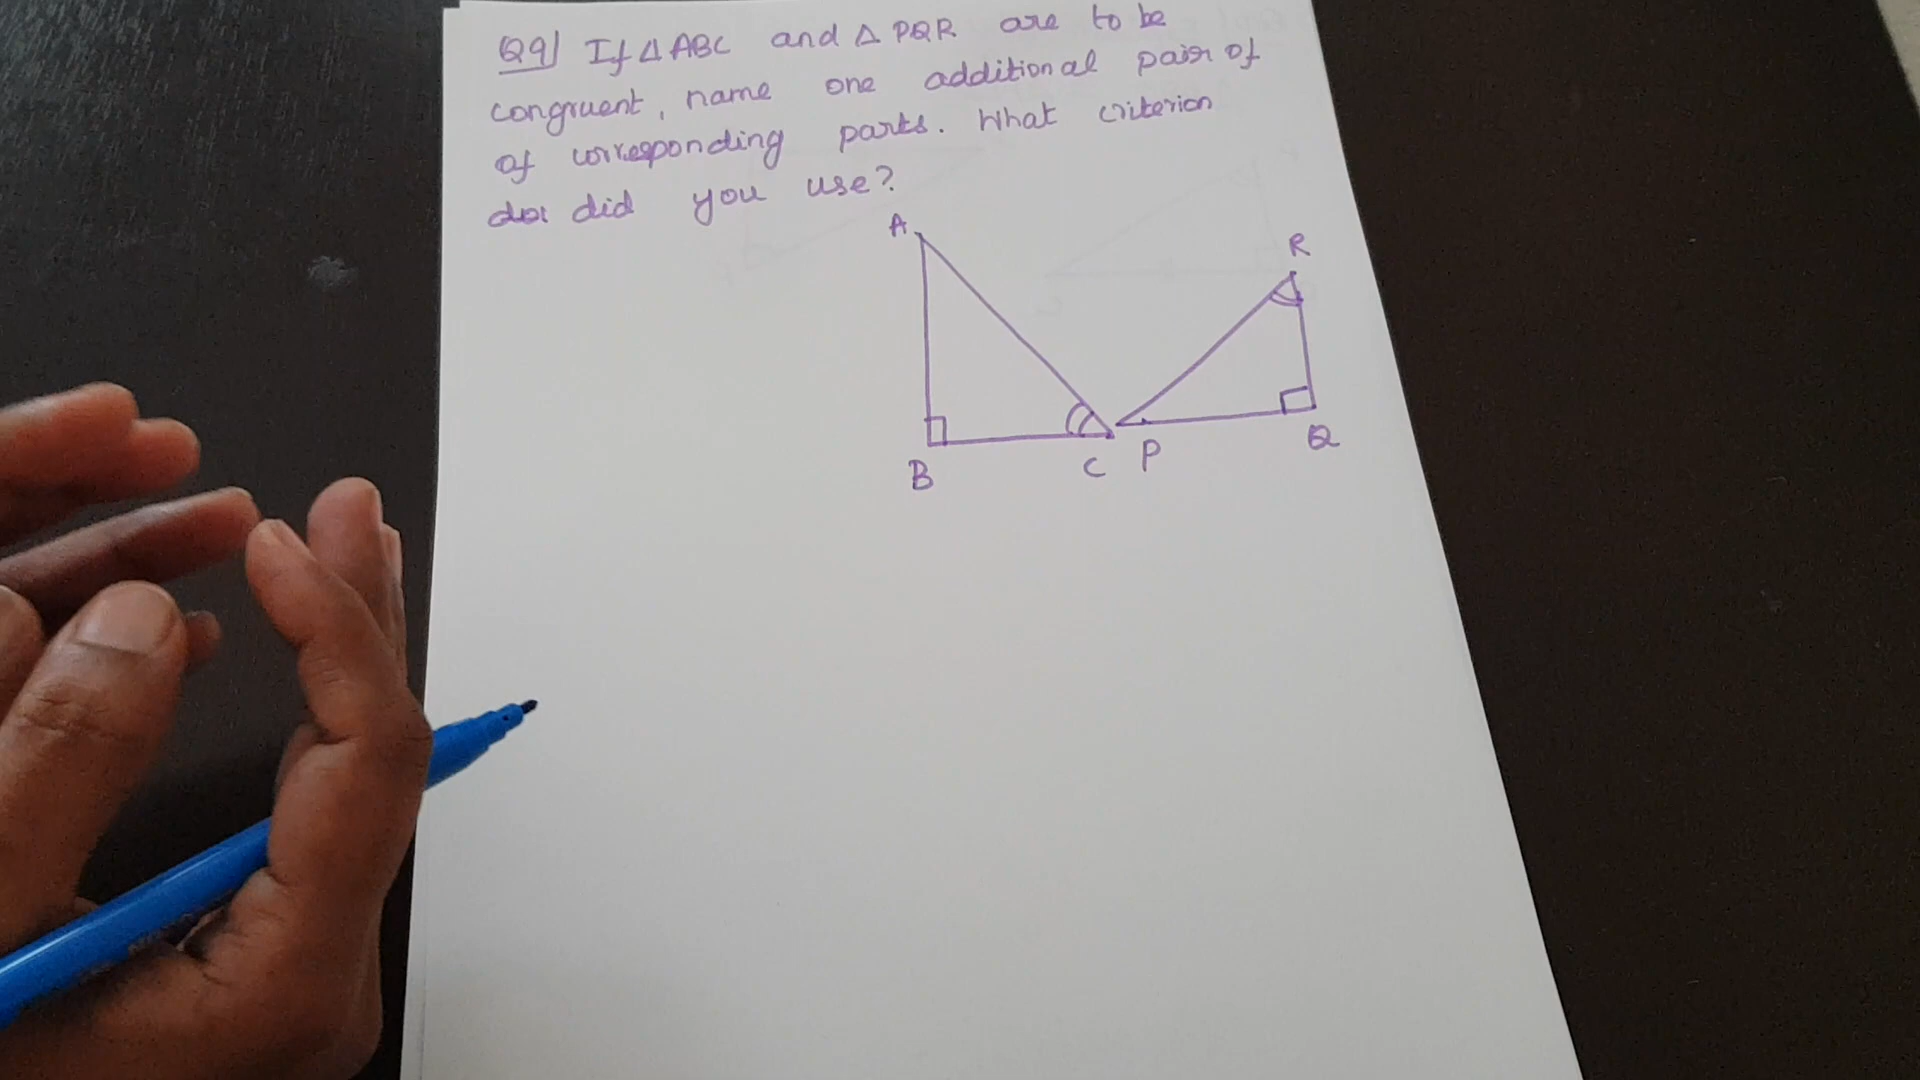 Q9) If △ABC and △PQR are to be
congruent, name one additional pair of
of corresponding parts. What criterion
did you use?
A
R
B
C
P
Q